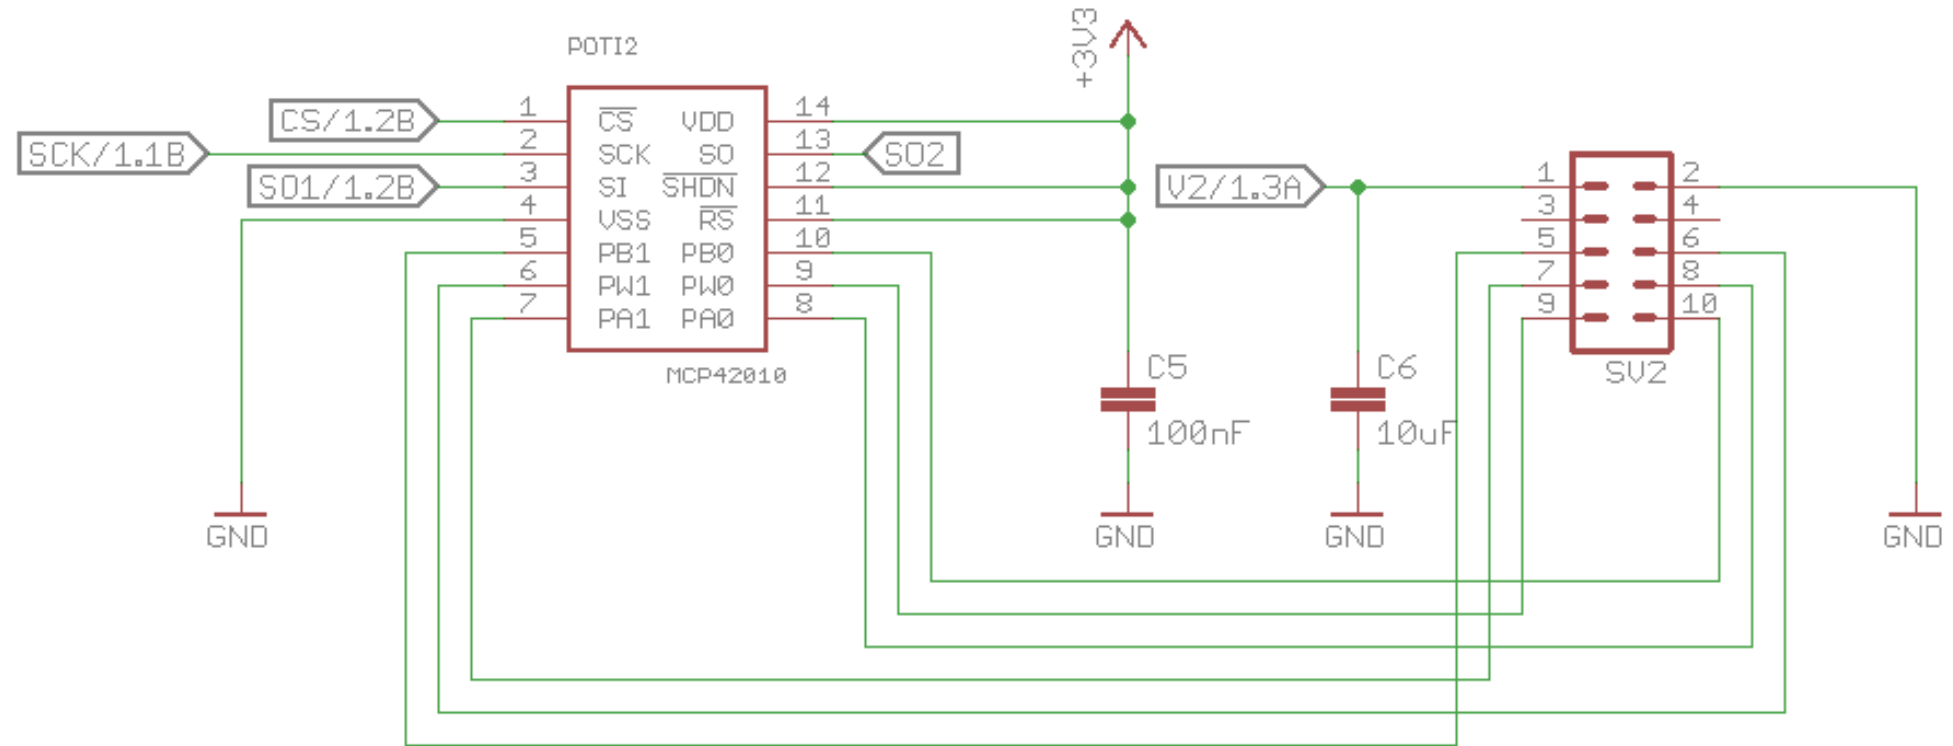 POTI2
+3V3
CS/1.2B
SCK/1.1B
SO1/1.2B
1 CS VDD 14
2 SCK SO 13
SO2
3 SI SHDN 12
4 VSS RS 11
5 PB1 PB0 10
6 PW1 PW0 9
7 PA1 PA0 8
MCP42010
V2/1.3A
1 2
3 4
5 6
7 8
9 10
SV2
C5
100nF
C6
10uF
GND
GND
GND
GND